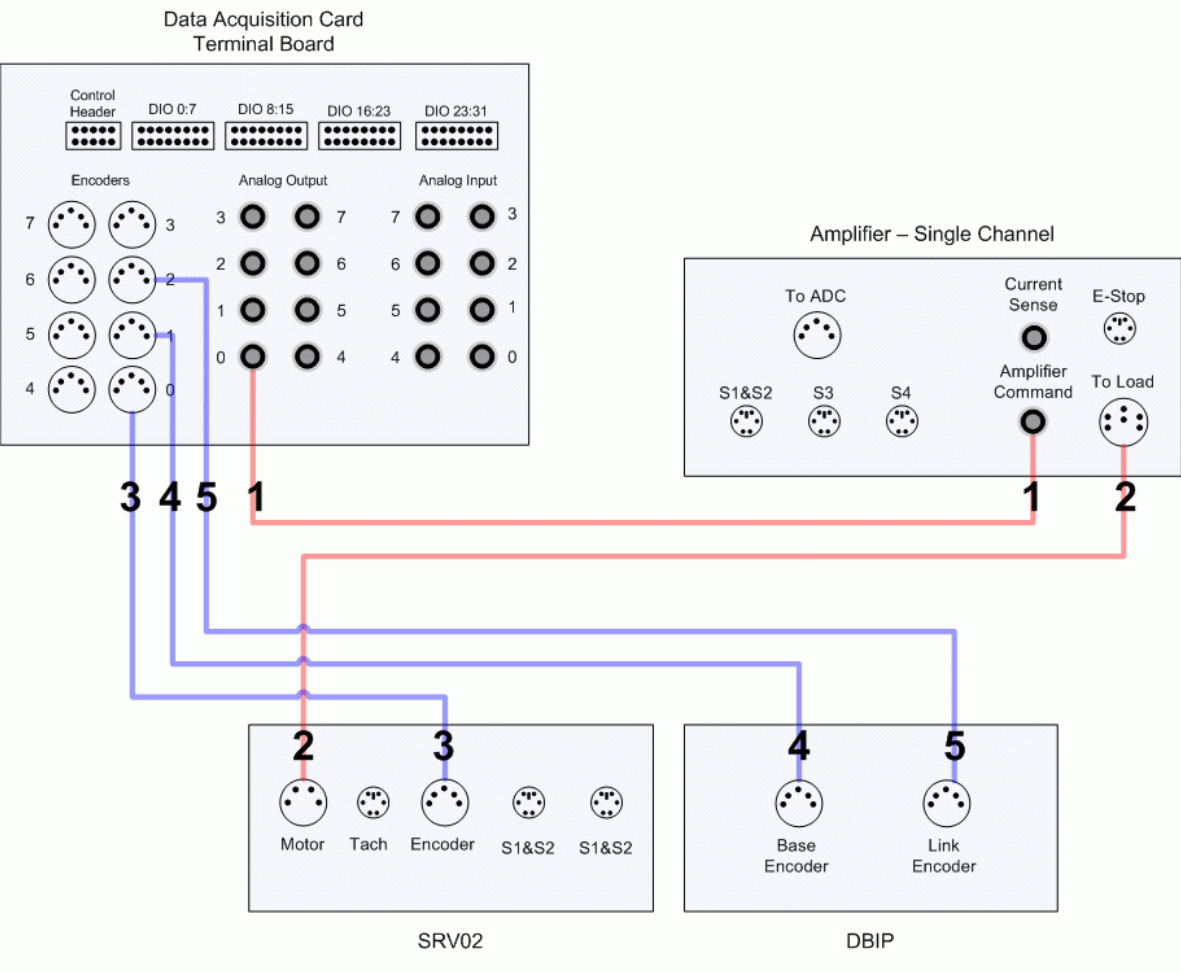 Data Acquisition Card
Terminal Board
Control
Header
DIO 0:7
DIO 8:15
DIO 16:23
DIO 23:31
Encoders
Analog Output
Analog Input
7 3 3 7 7 3
6 2 2 6 6 2
5 1 1 5 5 1
4 0 0 4 4 0
Amplifier – Single Channel
To ADC
Current
Sense
E-Stop
Amplifier
Command
To Load
S1&S2
S3
S4
3 4 5 1 1 2
2 3 4 5
Motor
Tach
Encoder
S1&S2
S1&S2
Base
Encoder
Link
Encoder
SRV02
DBIP